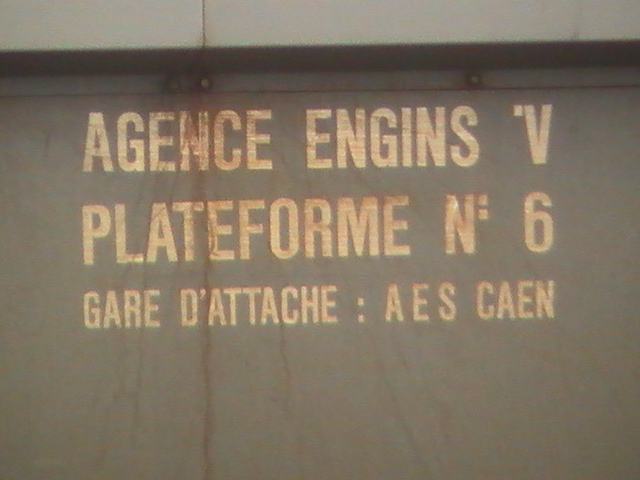 AGENCE ENGINS 'V
PLATEFORME N° 6
GARE D'ATTACHE : A E S CAEN